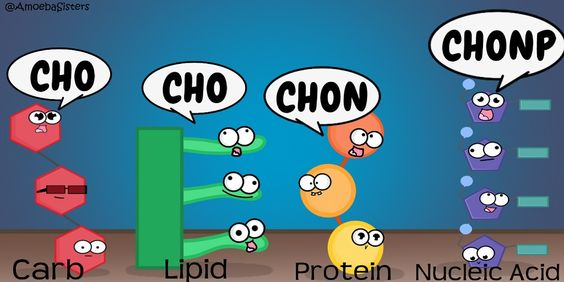 @AmoebaSisters
CHO
CHO
CHON
CHONP
Carb
Lipid
Protein
Nucleic Acid